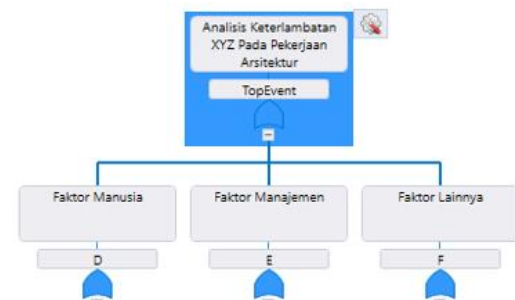 Analisis Keterlambatan
XYZ Pada Pekerjaan
Arsitektur
TopEvent
Faktor Manusia
Faktor Manajemen
Faktor Lainnya
D
E
F